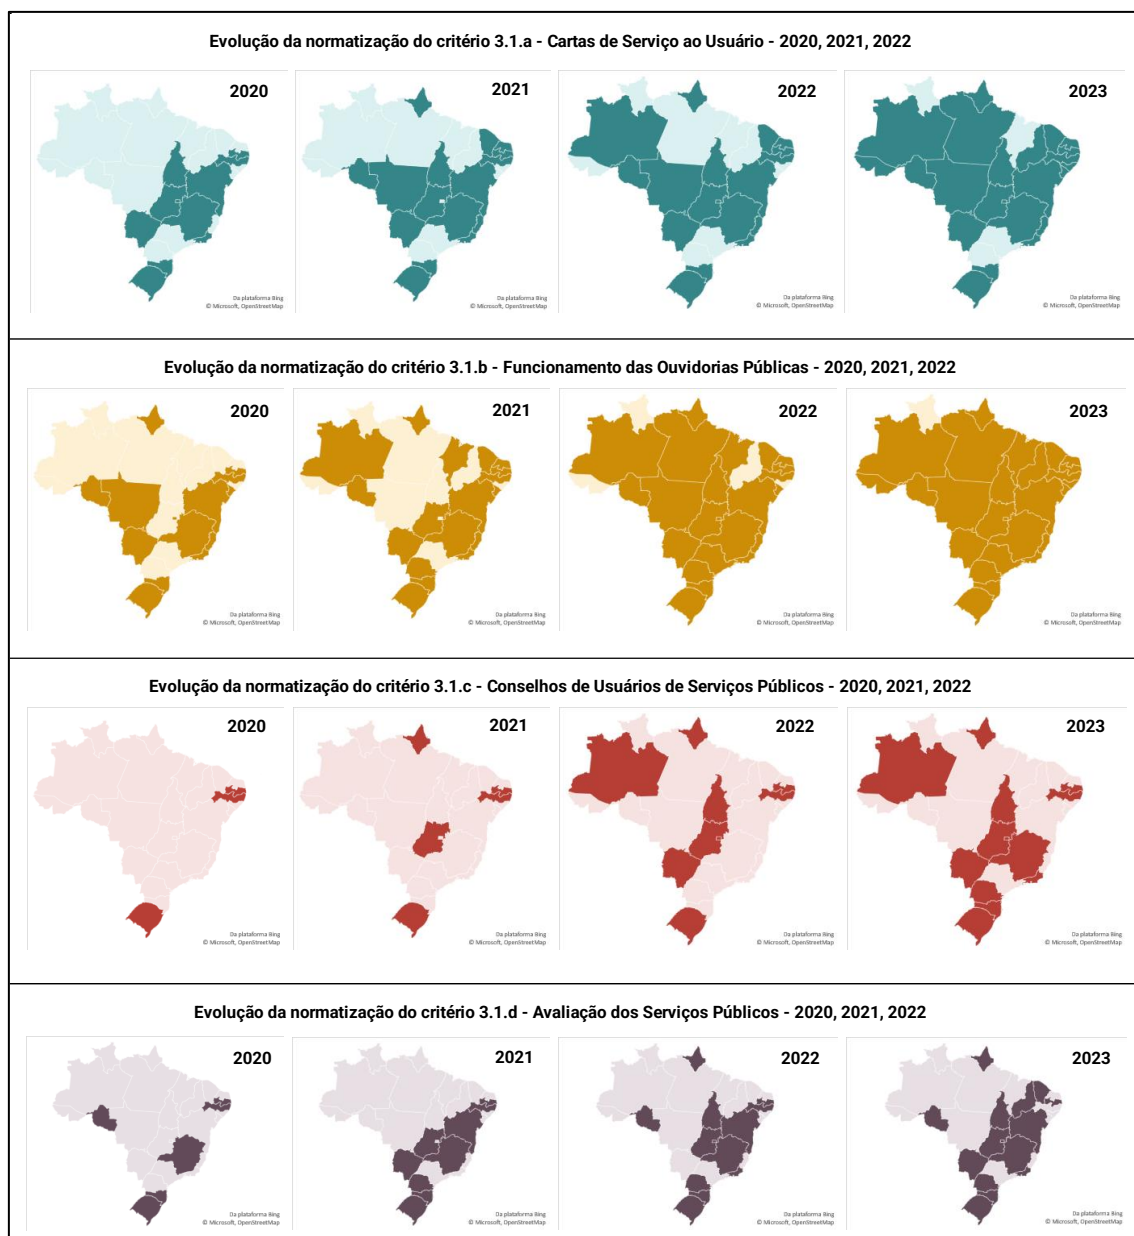 Evolução da normatização do critério 3.1.a - Cartas de Serviço ao Usuário - 2020, 2021, 2022
2020
2021
2022
2023
Da plataforma Bing
© Microsoft, OpenStreetMap
Da plataforma Bing
© Microsoft, OpenStreetMap
Da plataforma Bing
© Microsoft, OpenStreetMap
Da plataforma Bing
© Microsoft, OpenStreetMap
Evolução da normatização do critério 3.1.b - Funcionamento das Ouvidorias Públicas - 2020, 2021, 2022
2020
2021
2022
2023
Da plataforma Bing
© Microsoft, OpenStreetMap
Da plataforma Bing
© Microsoft, OpenStreetMap
Da plataforma Bing
© Microsoft, OpenStreetMap
Da plataforma Bing
© Microsoft, OpenStreetMap
Evolução da normatização do critério 3.1.c - Conselhos de Usuários de Serviços Públicos - 2020, 2021, 2022
2020
2021
2022
2023
Da plataforma Bing
© Microsoft, OpenStreetMap
Da plataforma Bing
© Microsoft, OpenStreetMap
Da plataforma Bing
© Microsoft, OpenStreetMap
Da plataforma Bing
© Microsoft, OpenStreetMap
Evolução da normatização do critério 3.1.d - Avaliação dos Serviços Públicos - 2020, 2021, 2022
2020
2021
2022
2023
Da plataforma Bing
© Microsoft, OpenStreetMap
Da plataforma Bing
© Microsoft, OpenStreetMap
Da plataforma Bing
© Microsoft, OpenStreetMap
Da plataforma Bing
© Microsoft, OpenStreetMap